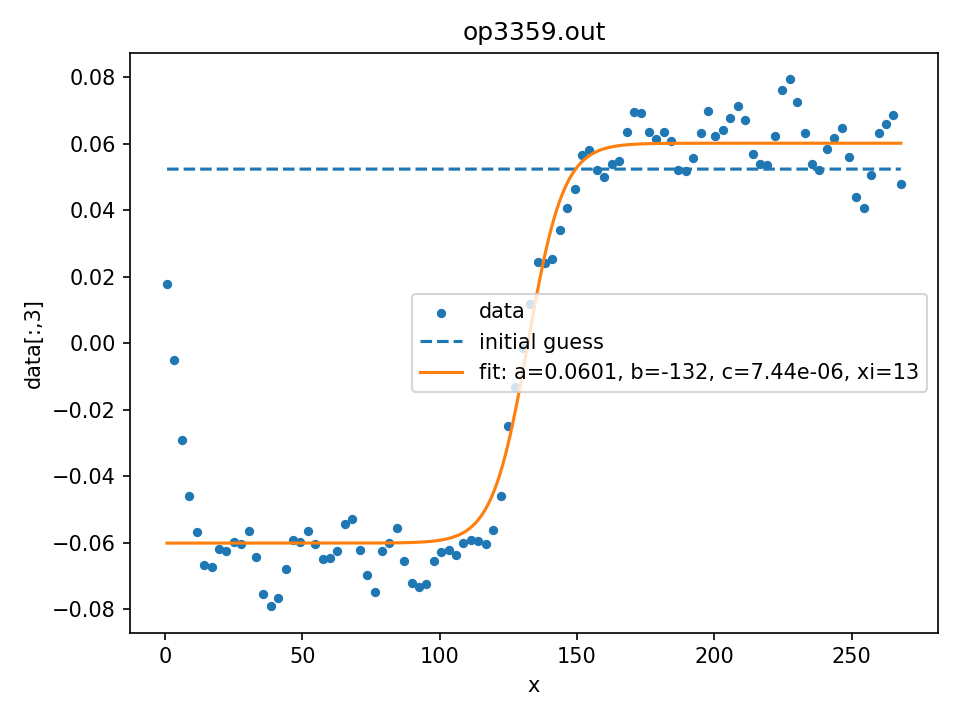 op3359.out
0.08
0.06
0.04
0.02
0.00
−0.02
−0.04
−0.06
−0.08
data[:,3]
data
initial guess
fit: a=0.0601, b=-132, c=7.44e-06, xi=13
0 50 100 150 200 250
x